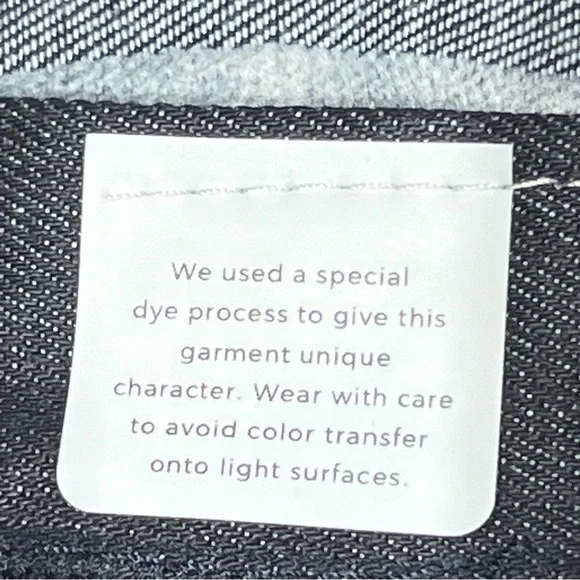 We used a special
dye process to give this
garment unique
character. Wear with care
to avoid color transfer
onto light surfaces.